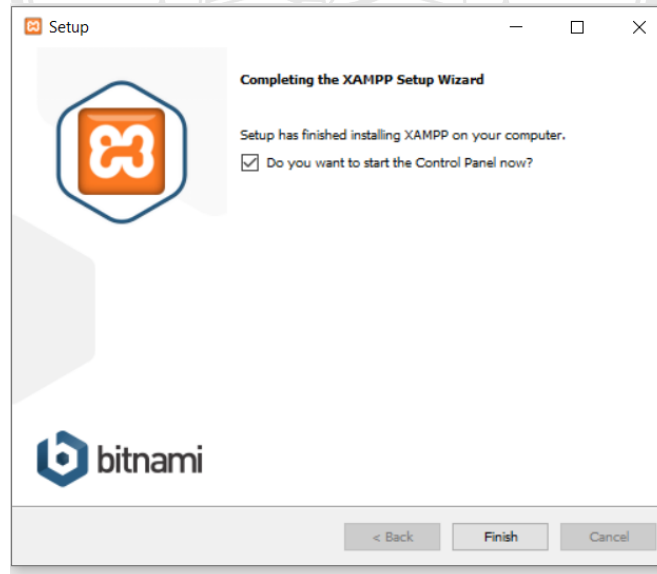 Setup
Completing the XAMPP Setup Wizard
Setup has finished installing XAMPP on your computer.
Do you want to start the Control Panel now?
bitnami
< Back
Finish
Cancel